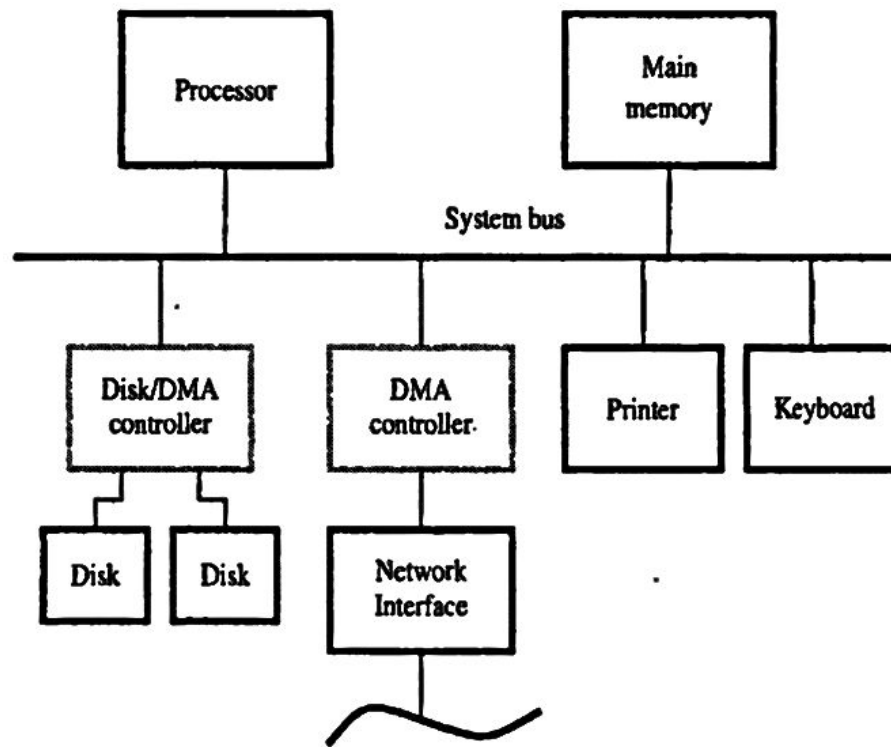 Processor
Main
memory
System bus
Disk/DMA
controller
DMA
controller
Printer
Keyboard
Disk
Disk
Network
Interface